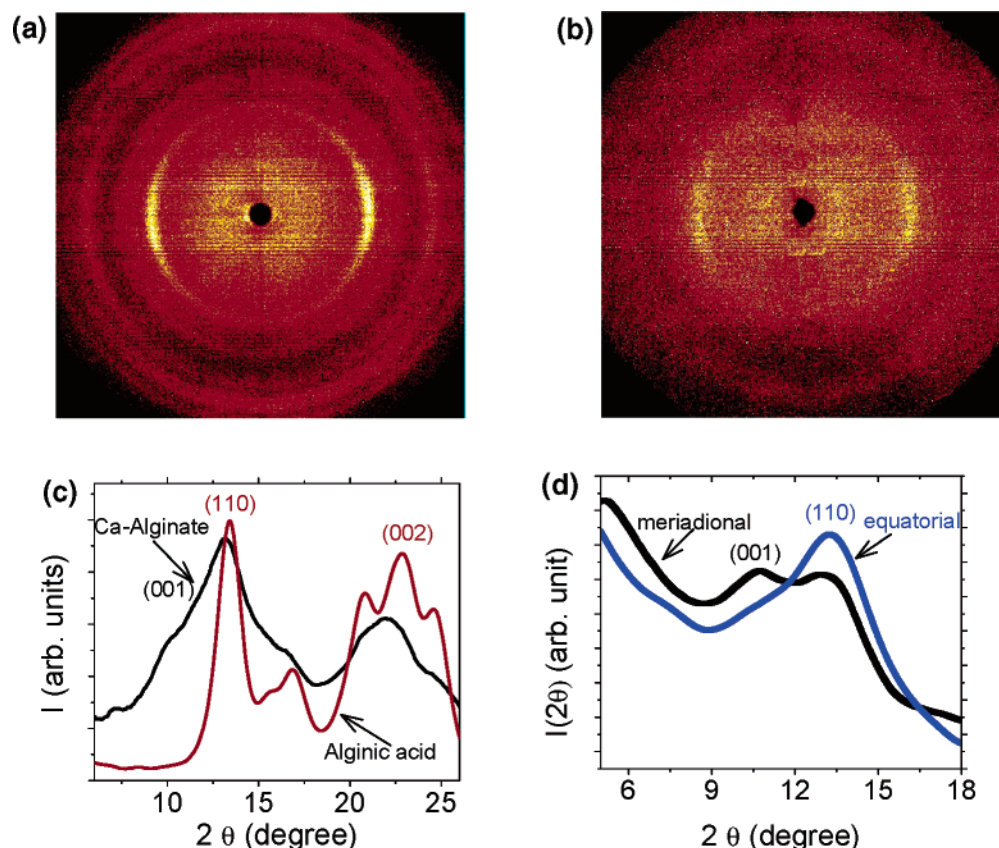 (a)
(b)
(c)
(110)
Ca-Alginate
(001)
(002)
Alginic acid
I (arb. units)
10 15 20 25
2 θ (degree)
(d)
meriadional
(110)
equatorial
(001)
I(2θ) (arb. unit)
6 9 12 15 18
2 θ (degree)